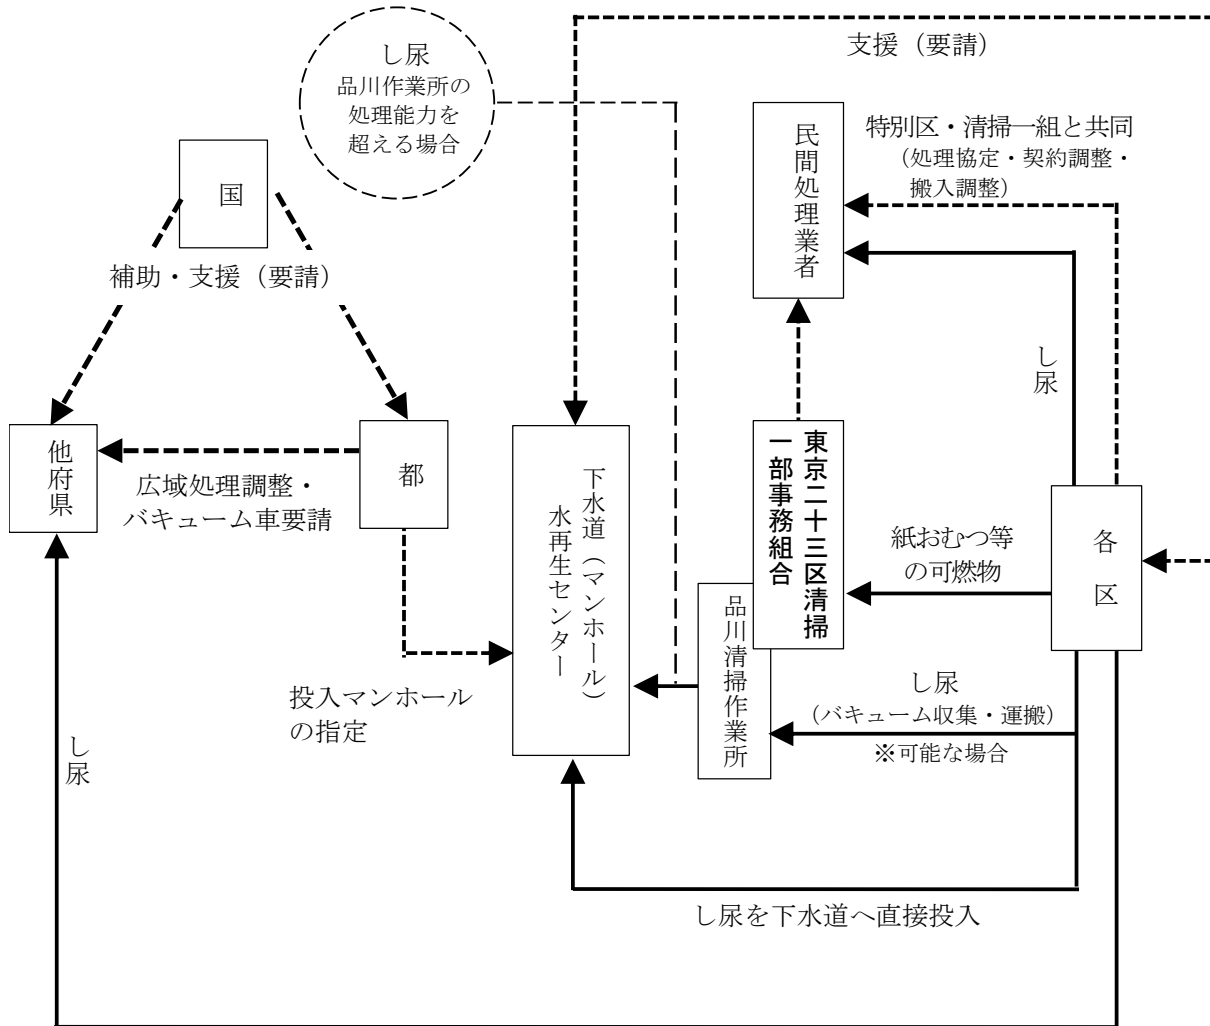 し尿
品川作業所の
処理能力を
超える場合
支援（要請）
国
補助・支援（要請）
民間処理業者
特別区・清掃一組と共同
（処理協定・契約調整・
搬入調整）
し尿
他府県
都
広域処理調整・
バキューム車要請
下水道（マンホール）
水再生センター
東京二十三区清掃
一部事務組合
各区
紙おむつ等
の可燃物
品川清掃作業所
し尿
（バキューム収集・運搬）
※可能な場合
投入マンホール
の指定
し尿
し尿を下水道へ直接投入